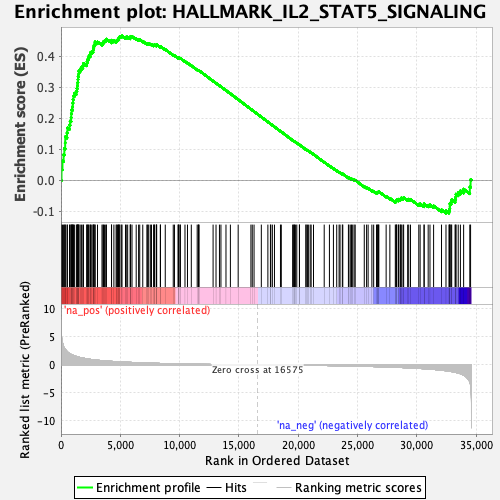 Enrichment plot: HALLMARK_IL2_STAT5_SIGNALING
Enrichment score (ES)
0.4
0.3
0.2
0.1
0.0
-0.1
'na_pos' (positively correlated)
Ranked list metric (PreRanked)
10
5
0
-5
-10
Zero cross at 16575
'na_neg' (negatively correlated)
0
5,000
10,000
15,000
20,000
25,000
30,000
35,000
Rank in Ordered Dataset
Enrichment profile
Hits
Ranking metric scores